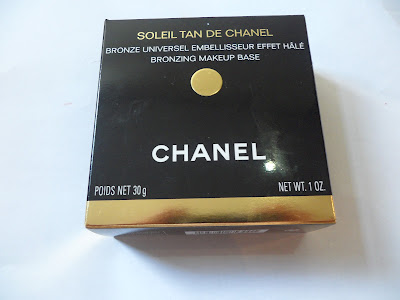 SOLEIL TAN DE CHANEL
BRONZE UNIVERSEL EMBELLISSEUR EFFET HÂLÉ
BRONZING MAKEUP BASE
CHANEL
POIDS NET 30 g NET WT. 1 OZ.